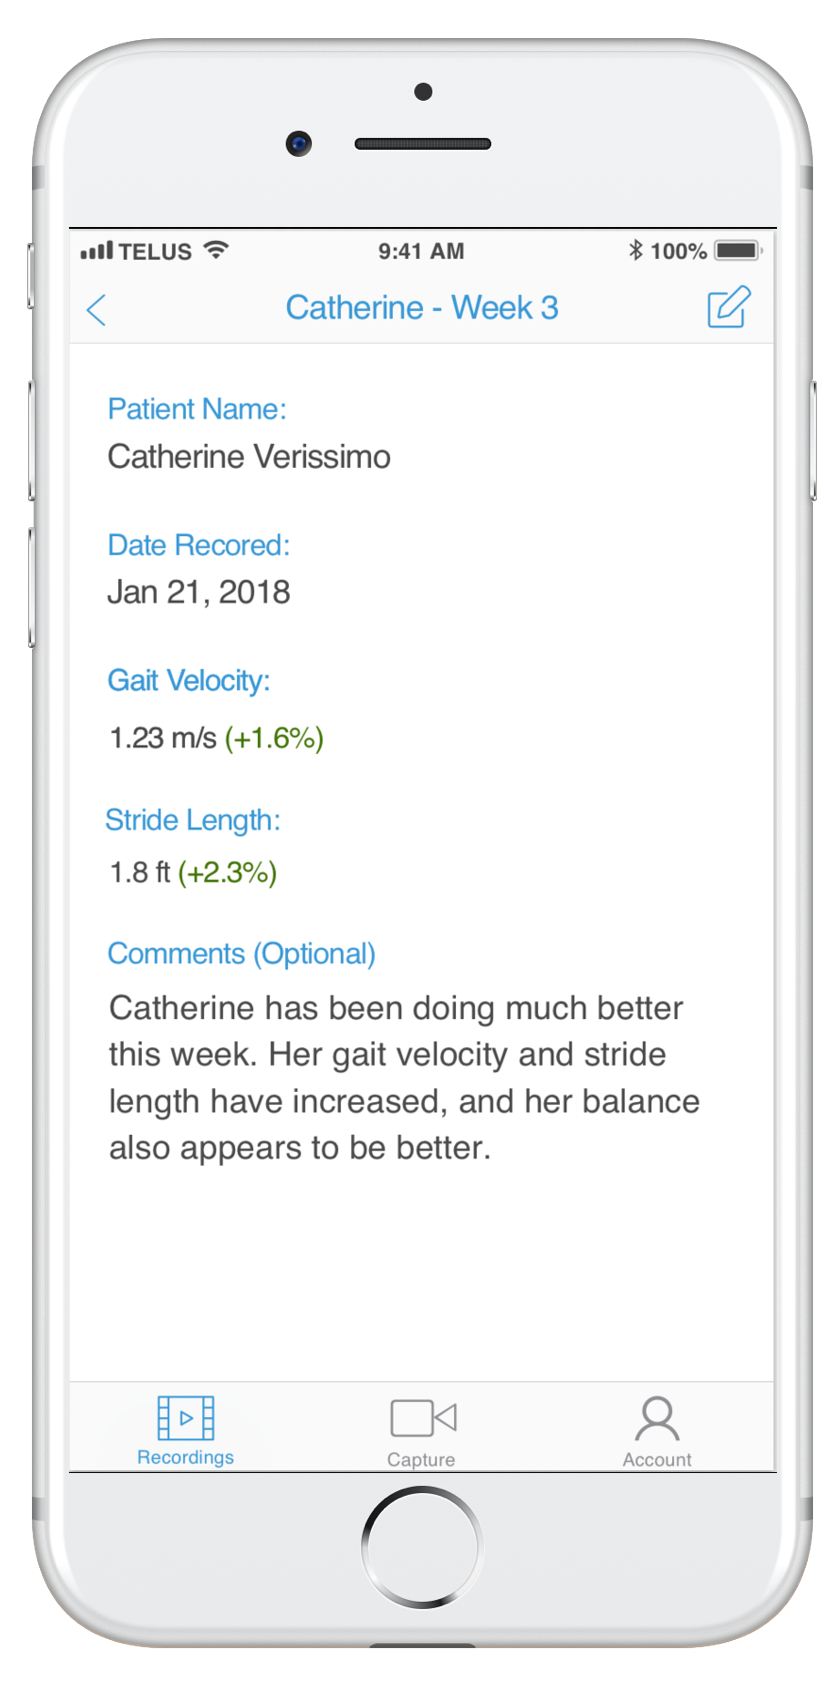 TELUS 9:41 AM 100%
Catherine - Week 3
Patient Name:
Catherine Verissimo
Date Recored:
Jan 21, 2018
Gait Velocity:
1.23 m/s (+1.6%)
Stride Length:
1.8 ft (+2.3%)
Comments (Optional)
Catherine has been doing much better
this week. Her gait velocity and stride
length have increased, and her balance
also appears to be better.
Recordings Capture Account